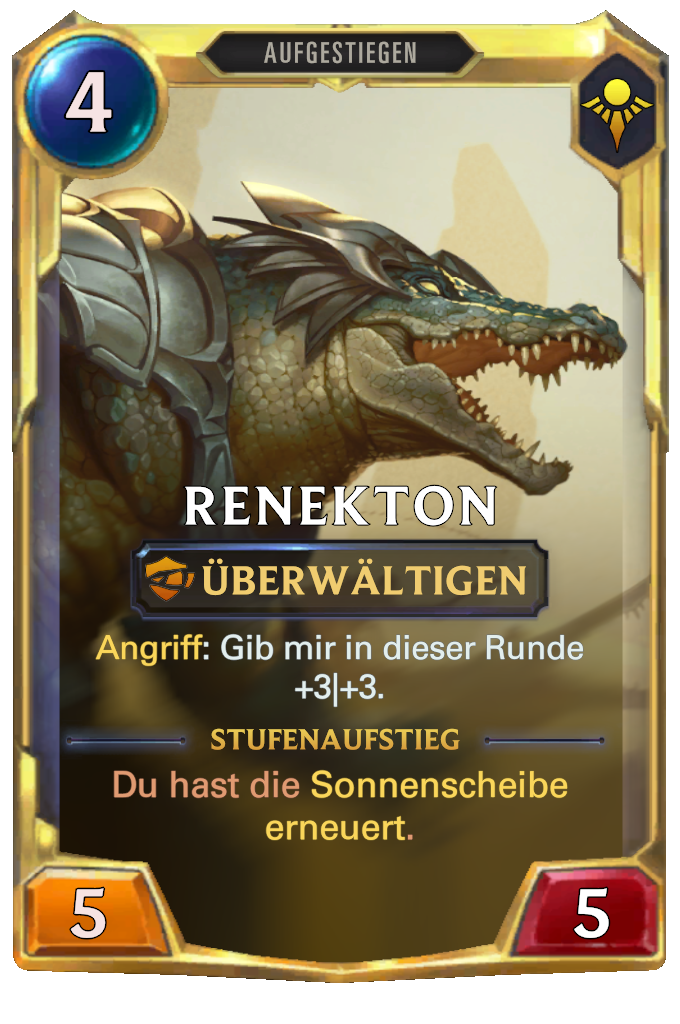 AUFGESTIEGEN
4
RENEKTON
ÜBERWÄLTIGEN
Angriff: Gib mir in dieser Runde
+3|+3.
STUFENAUFSTIEG
Du hast die Sonnenscheibe
erneuert.
5
5